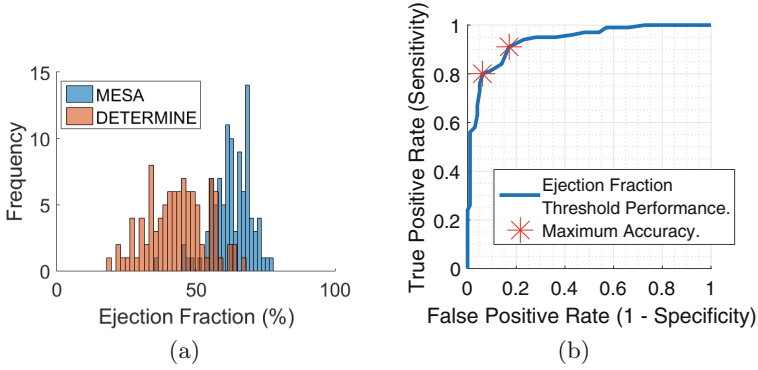 15
10
5
0
Frequency
MESA
DETERMINE
0
50
100
Ejection Fraction (%)
(a)
1
0.8
0.6
0.4
0.2
0
True Positive Rate (Sensitivity)
Ejection Fraction
Threshold Performance.
Maximum Accuracy.
0
0.2
0.4
0.6
0.8
1
False Positive Rate (1 - Specificity)
(b)